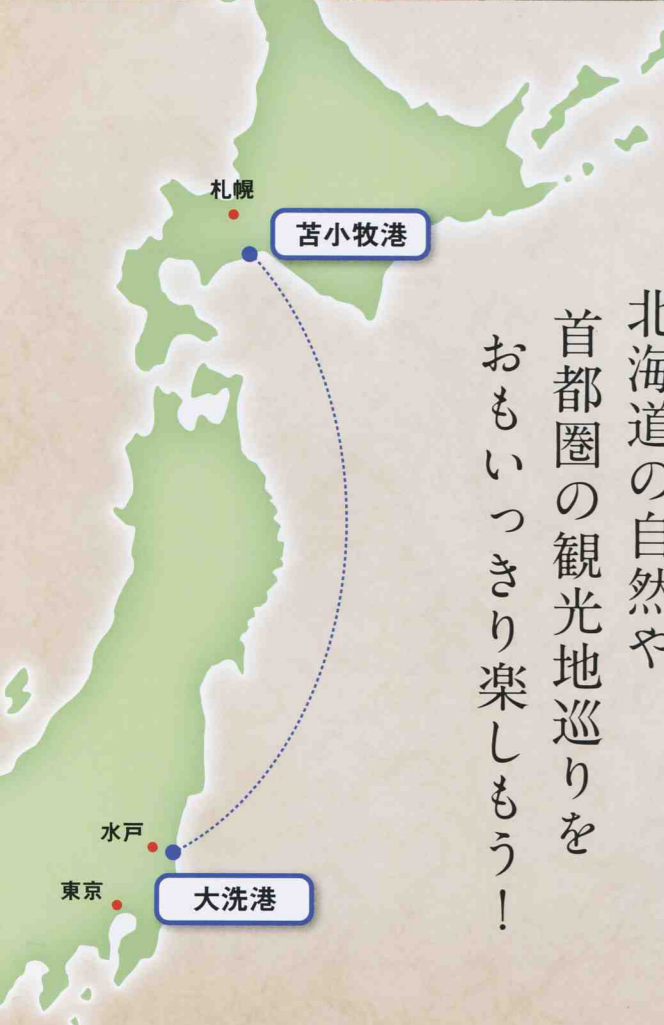 北海道の自然や
首都圏の観光地巡りを
おもいっきり楽しもう！
札幌
苫小牧港
水戸
東京
大洗港